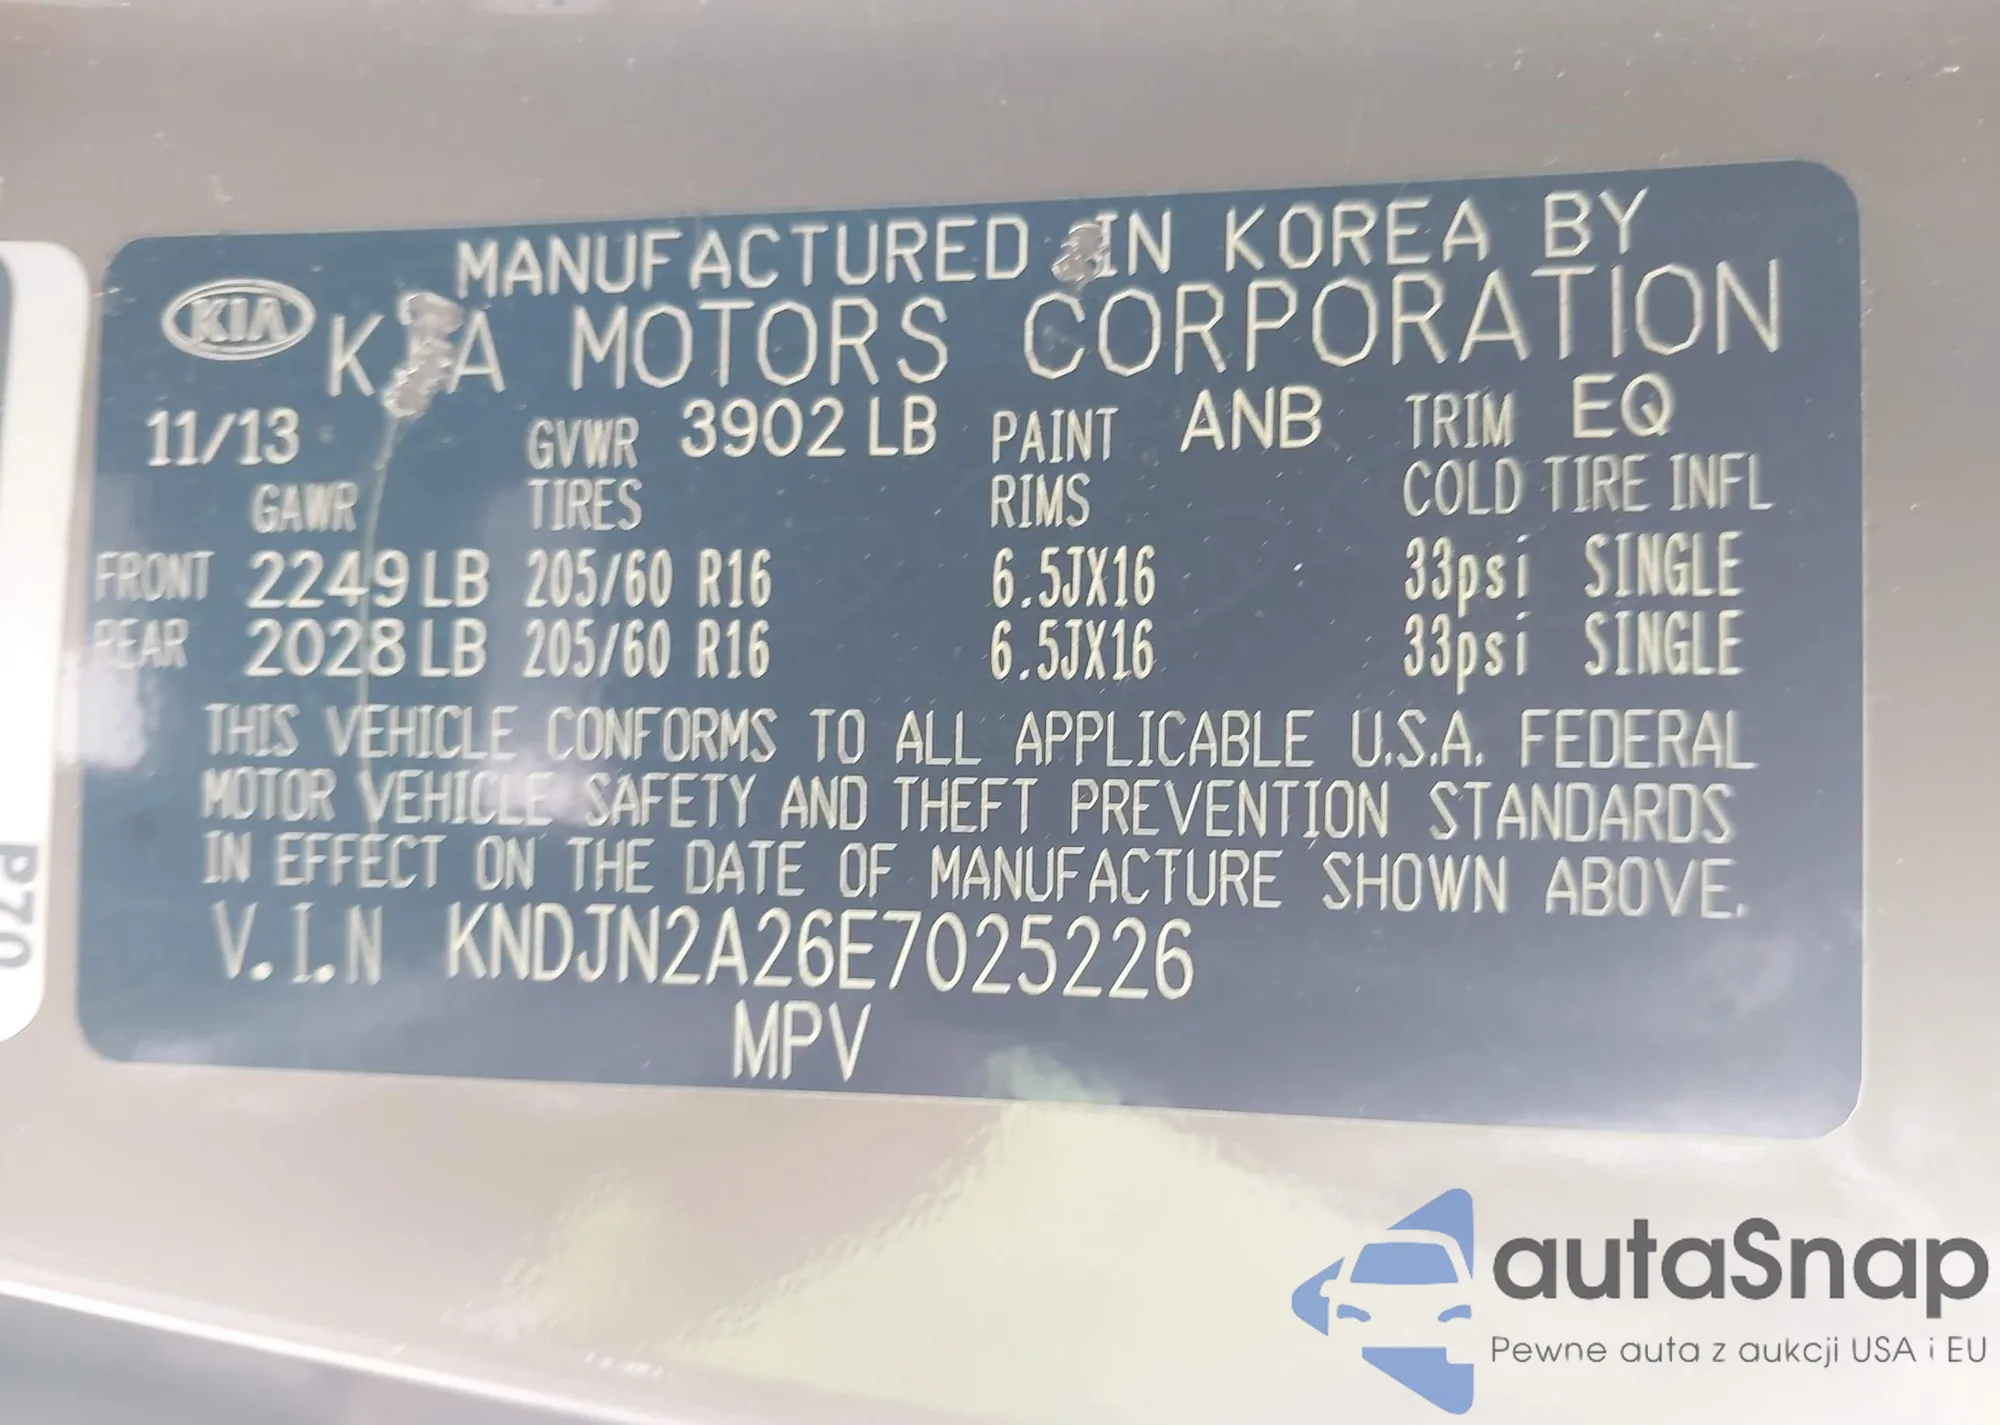 MANUFACTURED IN KOREA BY
KIA
KIA MOTORS CORPORATION
11/13 GVWR 3902 LB PAINT ANB TRIM EQ
GAWR TIRES RIMS COLD TIRE INFL
FRONT 2249 LB 205/60 R16 6.5JX16 33psi SINGLE
REAR 2028 LB 205/60 R16 6.5JX16 33psi SINGLE
THIS VEHICLE CONFORMS TO ALL APPLICABLE U.S.A. FEDERAL
MOTOR VEHICLE SAFETY AND THEFT PREVENTION STANDARDS
IN EFFECT ON THE DATE OF MANUFACTURE SHOWN ABOVE.
V.I.N KNDJN2A26E7025226
MPV
P70
autaSnap
Pewne auta z aukcji USA i EU